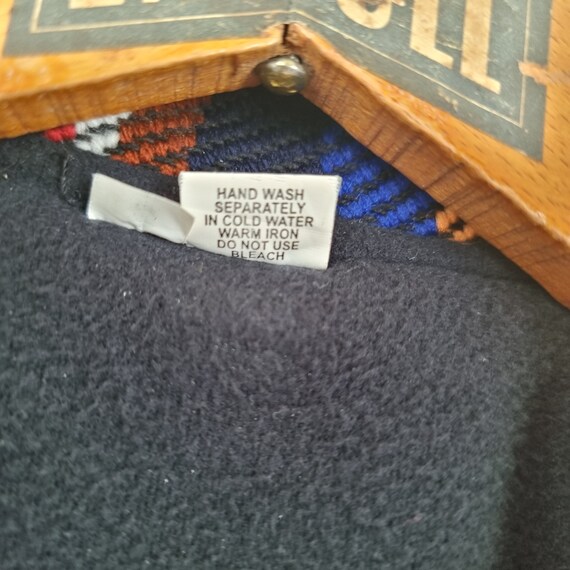 HAND WASH
SEPARATELY
IN COLD WATER
WARM IRON
DO NOT USE
BLEACH